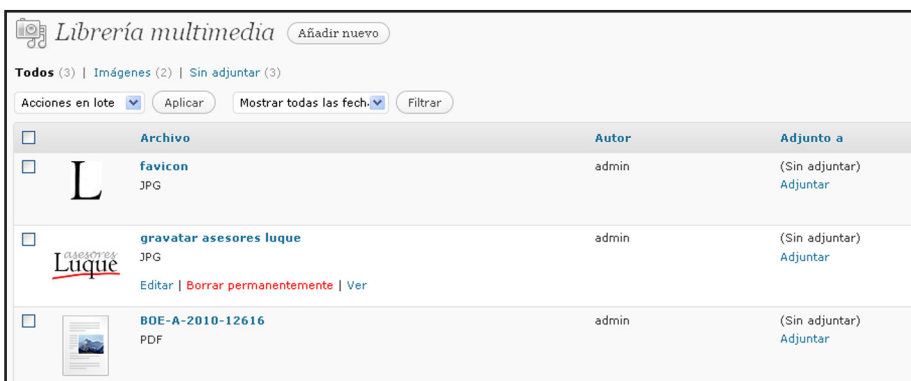 Librería multimedia Añadir nuevo
Todos (3) | Imágenes (2) | Sin adjuntar (3)
Acciones en lote Aplicar Mostrar todas las fech. Filtrar
Archivo Autor Adjunto a
L favicon admin (Sin adjuntar)
JPG Adjuntar
gravatar asesores luque admin (Sin adjuntar)
asesores JPG Adjuntar
Luque
Editar | Borrar permanentemente | Ver
BOE-A-2010-12616 admin (Sin adjuntar)
PDF Adjuntar